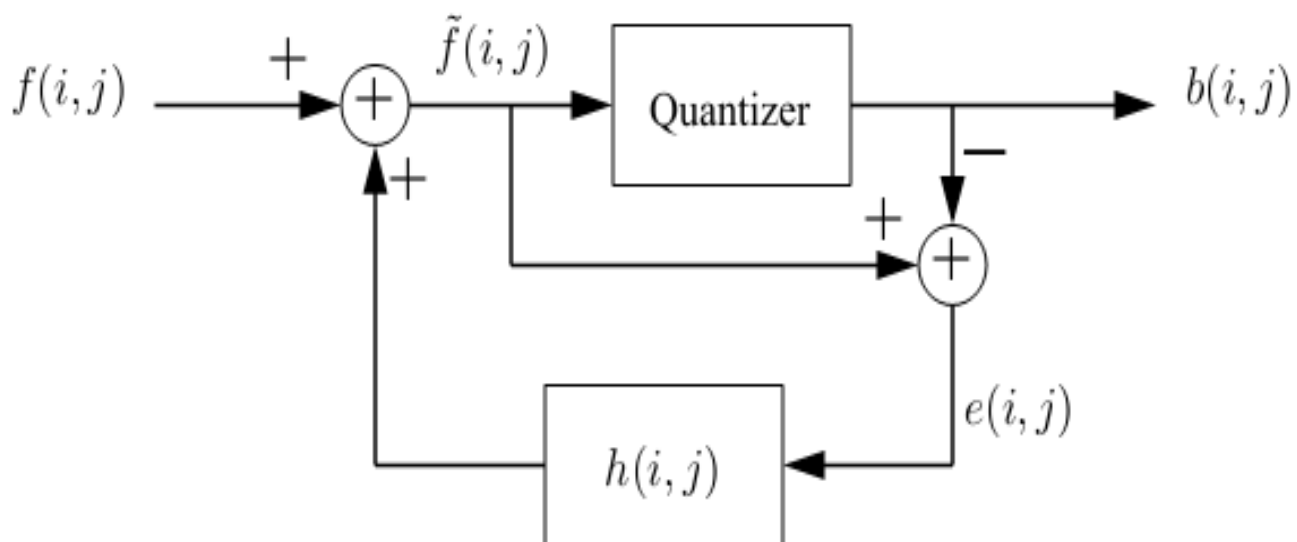 +
f̃(i, j)
f(i, j)
+
Quantizer
b(i, j)
+
−
+
+
e(i, j)
h(i, j)